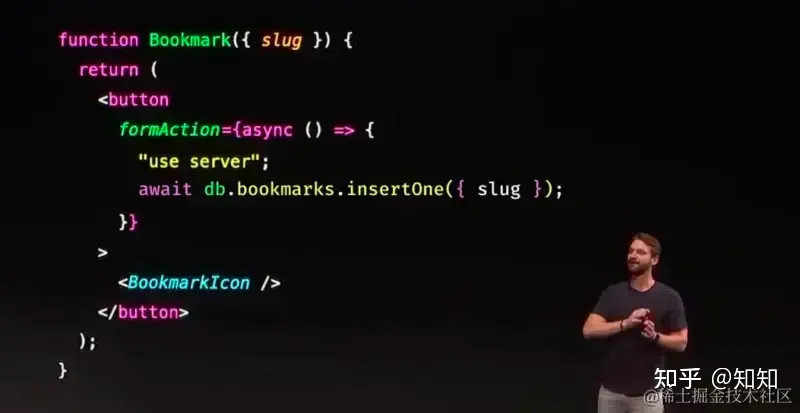 function Bookmark({ slug }) {
  return (
    <button
      formAction={async () => {
        "use server";
        await db.bookmarks.insertOne({ slug });
      }}
    >
      <BookmarkIcon />
    </button>
  );
}
知乎 @知知
@稀土掘金技术社区